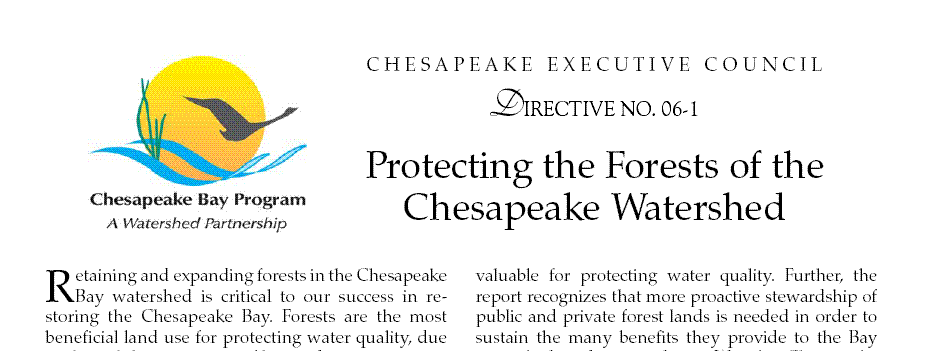 CHESAPEAKE EXECUTIVE COUNCIL
DIRECTIVE NO. 06-1
Protecting the Forests of the
Chesapeake Watershed
Chesapeake Bay Program
A Watershed Partnership
Retaining and expanding forests in the Chesapeake
Bay watershed is critical to our success in re-
storing the Chesapeake Bay. Forests are the most
beneficial land use for protecting water quality, due
valuable for protecting water quality. Further, the
report recognizes that more proactive stewardship of
public and private forest lands is needed in order to
sustain the many benefits they provide to the Bay